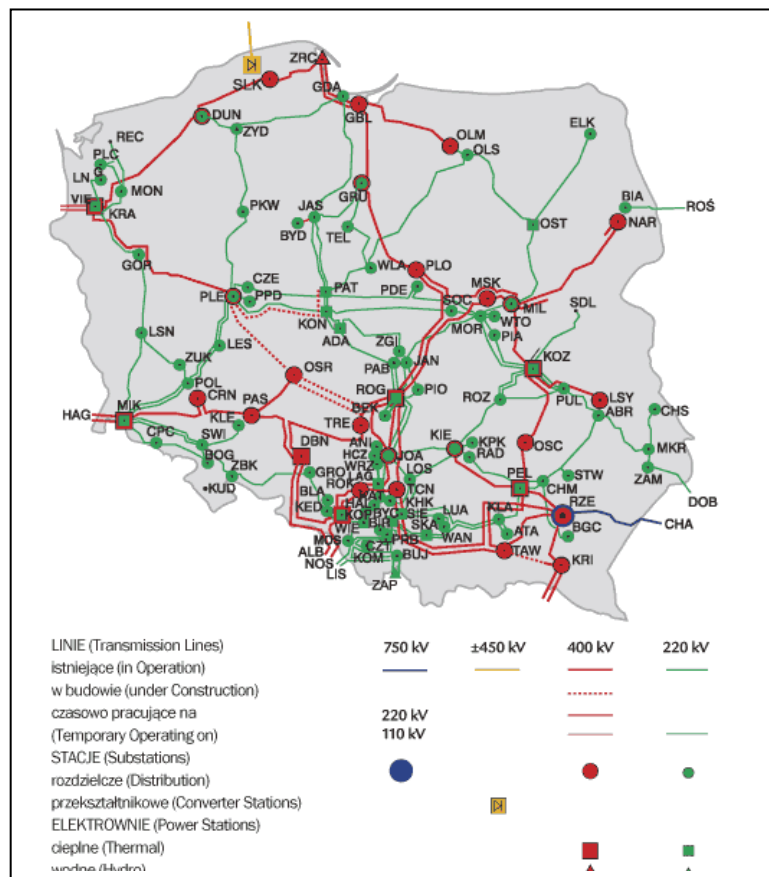 ZRC
SLK
GDA
GBL
DUN
ZYD
OLM
OLS
ELK
REC
PLC
LN
G
MON
VIE
KRA
PKW
JAS
GRU
BYD
TEL
OST
BIA
ROŚ
NAR
GOR
CZE
PLE
PPD
PAT
WLA
PLO
PDE
MSK
SOC
MIL
SDL
KON
MOR
WTO
PIA
ADA
ZGI
LSN
LES
ZUK
PAB
JAN
KOZ
POL
OSR
CRN
PAS
ROG
PIO
ROZ
PUL
LSY
ABR
CHS
HAG
MIK
KLE
TRE
CPC
SWI
DBN
ANI
HCZ
JOA
KIE
KPK
RAD
OSC
MKR
BOG
ZBK
GRO
WRZ
LAG
LOS
PEL
STW
ZAM
KUD
BLA
ROK
TCN
CHM
DOB
KED
HAL
KAT
KHK
LUA
KLA
RZE
KOP
BYC
SIE
CHA
WIE
BIR
SKA
WAN
ATA
BGC
MOS
PRB
ALB
CZT
TAW
NOS
KOM
BUJ
KRI
LIS
ZAP
LINIE (Transmission Lines) 750 kV ±450 kV 400 kV 220 kV
istniejące (in Operation)
w budowie (under Construction)
czasowo pracujące na 220 kV
(Temporary Operating on) 110 kV
STACJE (Substations)
rozdzielcze (Distribution)
przekształtnikowe (Converter Stations)
ELEKTROWNIE (Power Stations)
cieplne (Thermal)
wodne (Hydro)